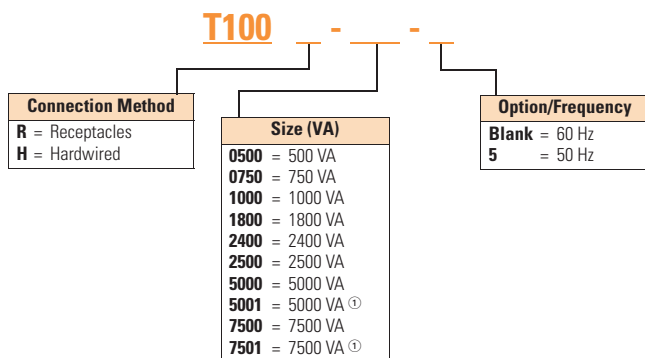 T100 _ - _ - _
Connection Method
R = Receptacles
H = Hardwired
Size (VA)
0500 = 500 VA
0750 = 750 VA
1000 = 1000 VA
1800 = 1800 VA
2400 = 2400 VA
2500 = 2500 VA
5000 = 5000 VA
5001 = 5000 VA ①
7500 = 7500 VA
7501 = 7500 VA ①
Option/Frequency
Blank = 60 Hz
5 = 50 Hz